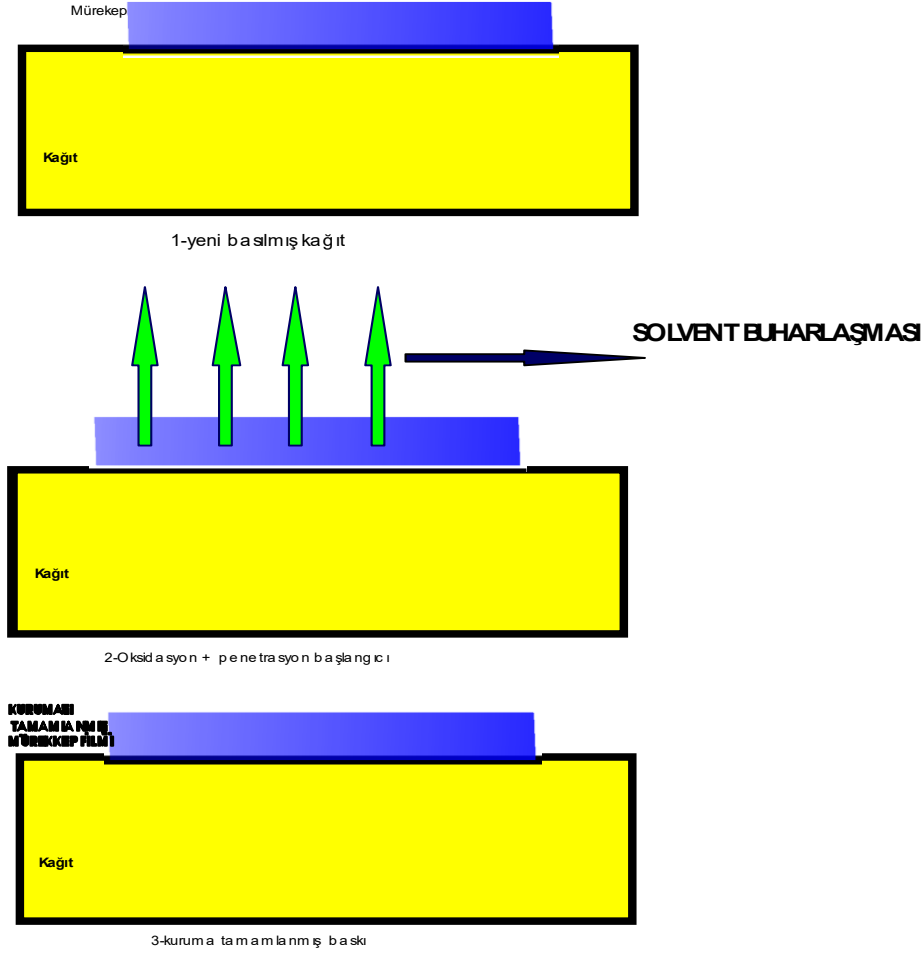 Mürekep
Kağıt
1-yeni basılmış kağıt
SOLVENT BUHARLAŞMASI
Kağıt
2-Oksidasyon + penetrasyon başlangıcı
KURUMASI
TAMAMLANMIŞ
MÜREKKEP FİLMİ
Kağıt
3-kuruma tamamlanmış baskı